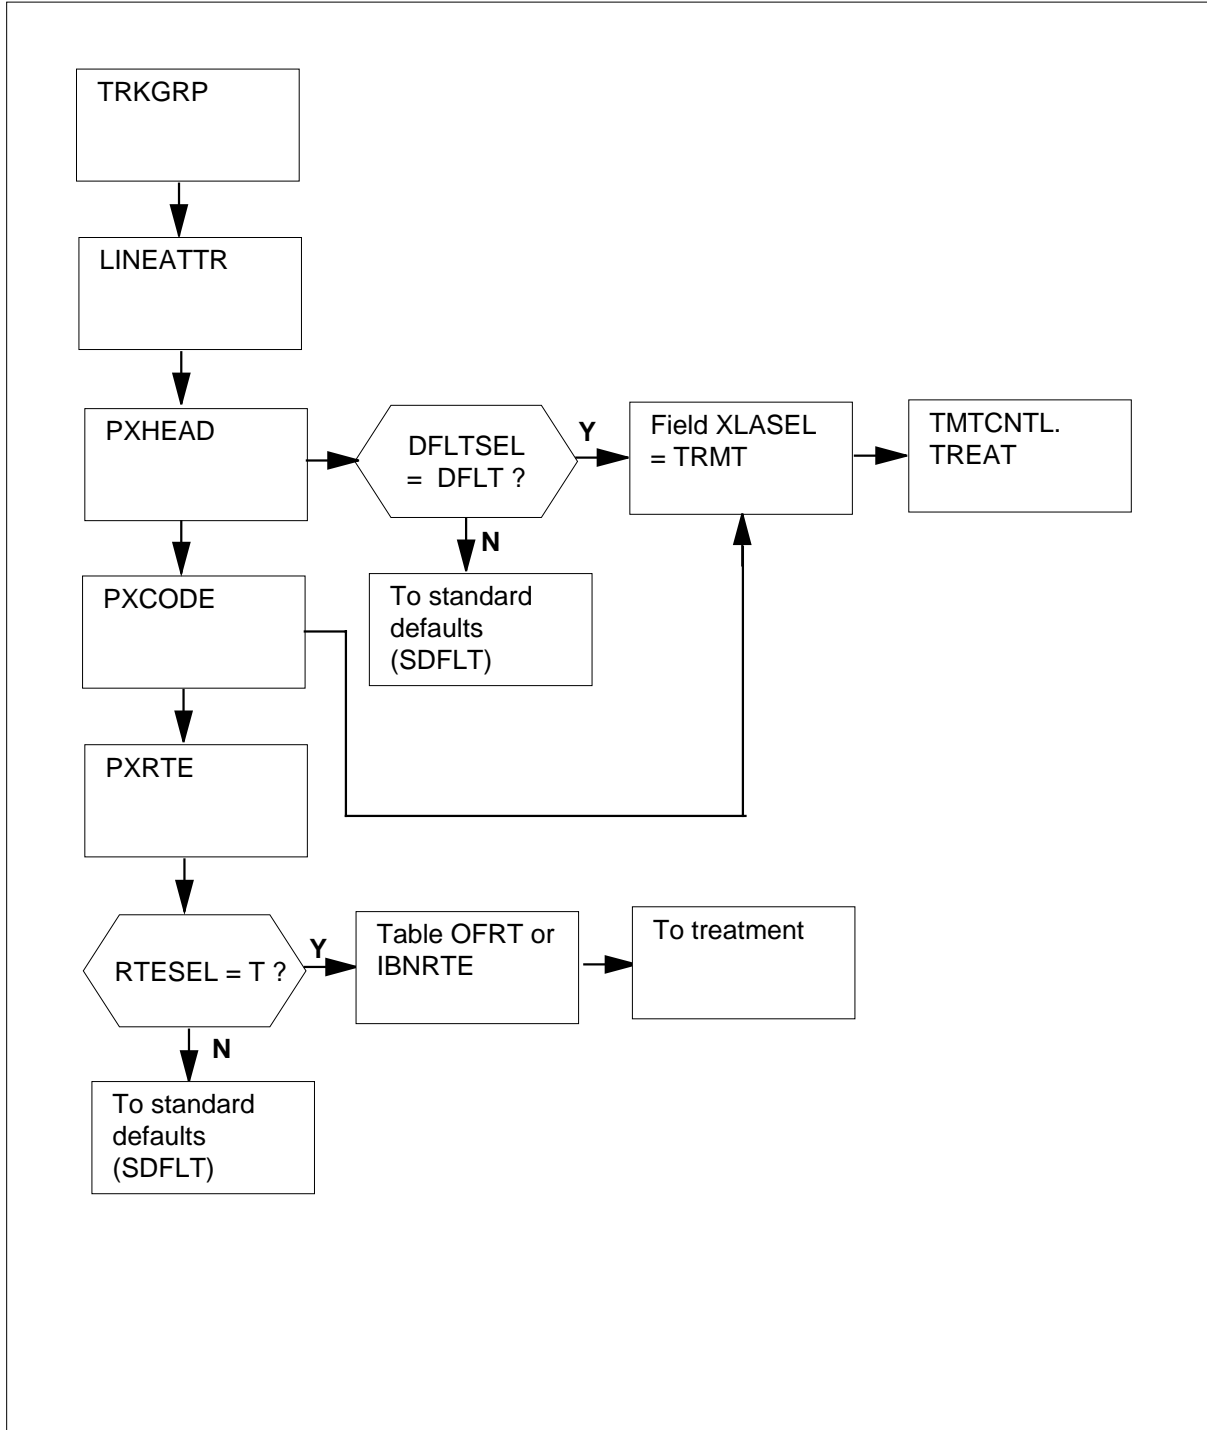 TRKGRP
LINEATTR
PXHEAD
DFLTSEL
= DFLT ?
Y
Field XLASEL
= TRMT
TMTCNTL.
TREAT
N
PXCODE
To standard
defaults
(SDFLT)
PXRTE
RTESEL = T ?
Y
Table OFRT or
IBNRTE
To treatment
N
To standard
defaults
(SDFLT)